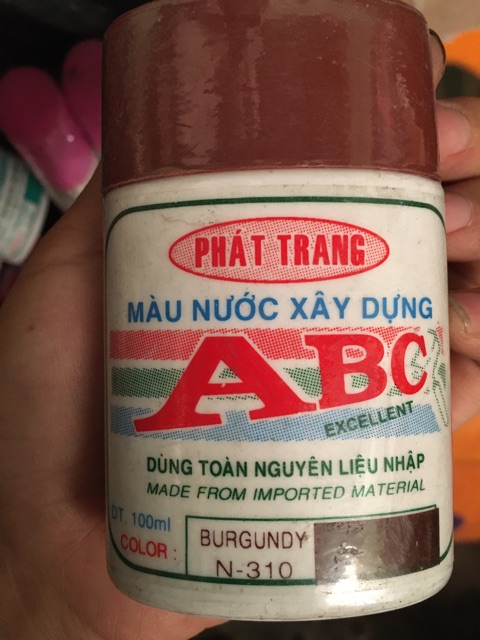 PHÁT TRANG
MÀU NƯỚC XÂY DỰNG
ABC
EXCELLENT
DÙNG TOÀN NGUYÊN LIỆU NHẬP
MADE FROM IMPORTED MATERIAL
DT. 100ml
COLOR : BURGUNDY
N-310